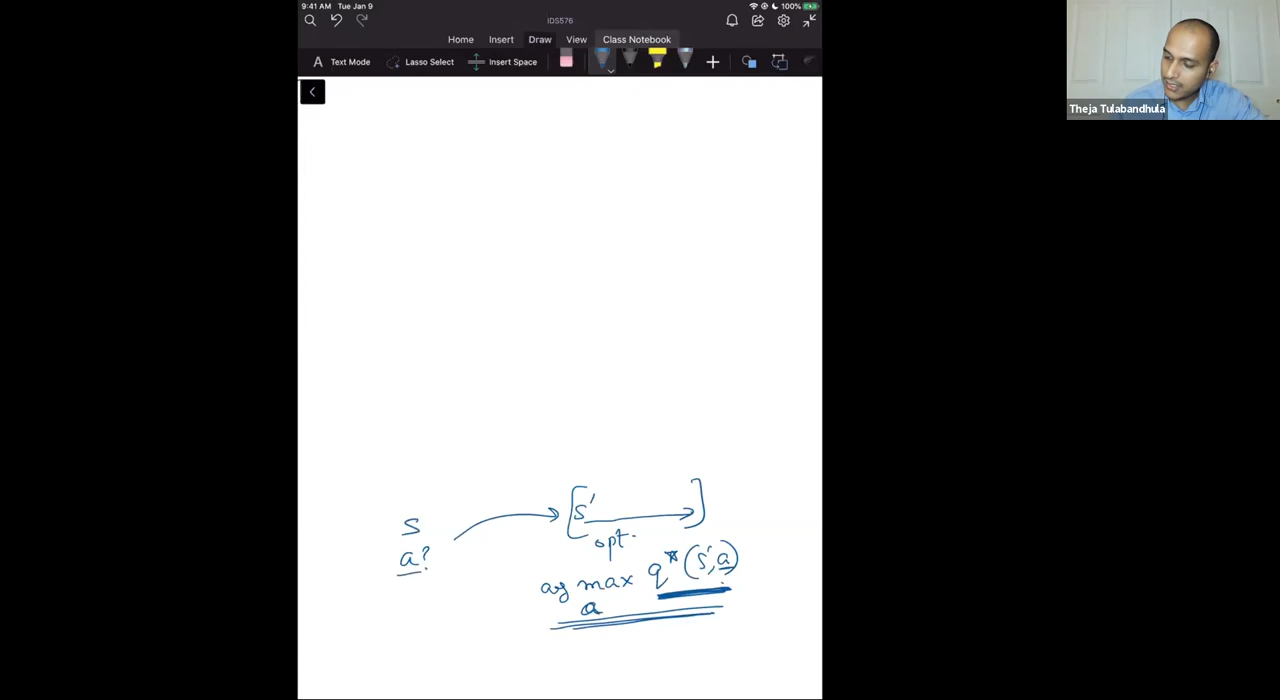 9:41 AM Tue Jan 9
100%
IDS576
Home Insert Draw View Class Notebook
A Text Mode Lasso Select Insert Space
Theja Tulabandhula
s
a?
[s′ ]
opt.
arg max q*(s′, a)
a